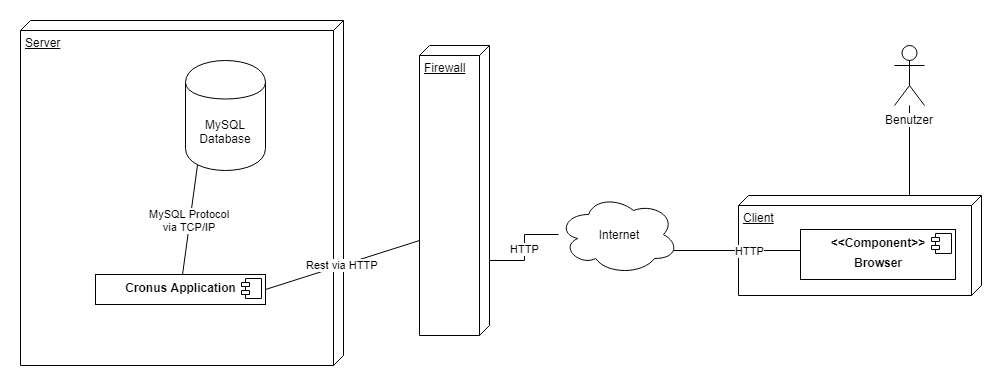 Server
MySQL
Database
MySQL Protocol
via TCP/IP
Cronus Application
Rest via HTTP
Firewall
HTTP
Internet
HTTP
Benutzer
Client
<<Component>>
Browser